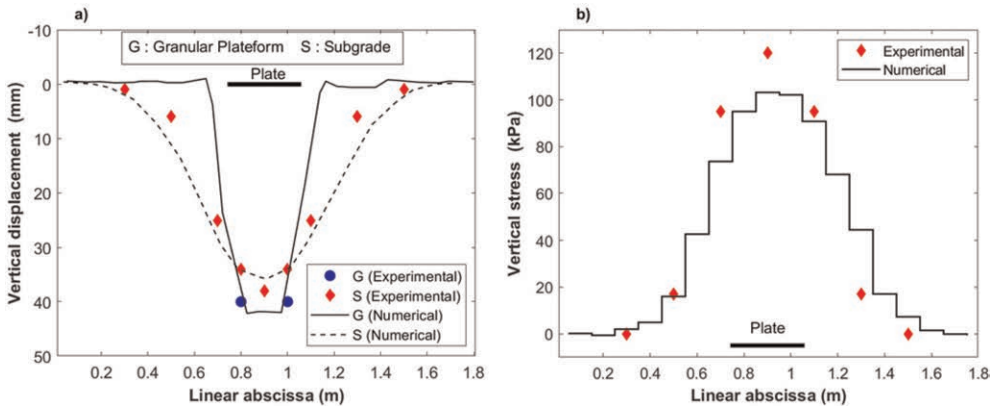 a)
G : Granular Plateform S : Subgrade
Plate
-10
0
10
20
30
40
50
Vertical displacement (mm)
G (Experimental)
S (Experimental)
G (Numerical)
S (Numerical)
0.2 0.4 0.6 0.8 1 1.2 1.4 1.6 1.8
Linear abscissa (m)
b)
Experimental
Numerical
120
100
80
60
40
20
0
Vertical stress (kPa)
Plate
0.2 0.4 0.6 0.8 1 1.2 1.4 1.6 1.8
Linear abscissa (m)